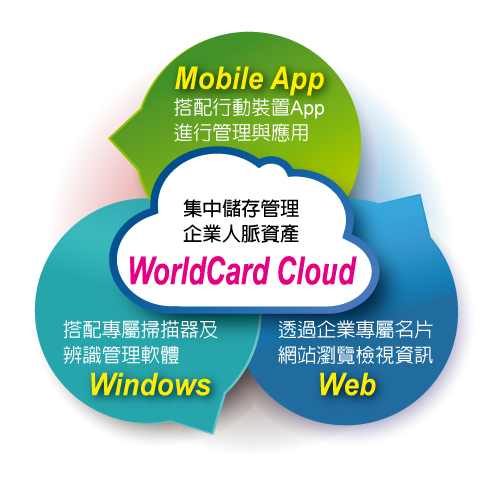 Mobile App
搭配行動裝置App
進行管理與應用
集中儲存管理
企業人脈資產
WorldCard Cloud
搭配專屬掃描器及
辨識管理軟體
Windows
透過企業專屬名片
網站瀏覽檢視資訊
Web